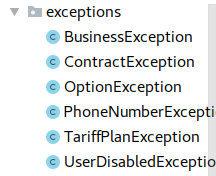 exceptions
BusinessException
ContractException
OptionException
PhoneNumberExcepti
TariffPlanException
UserDisabledExceptio